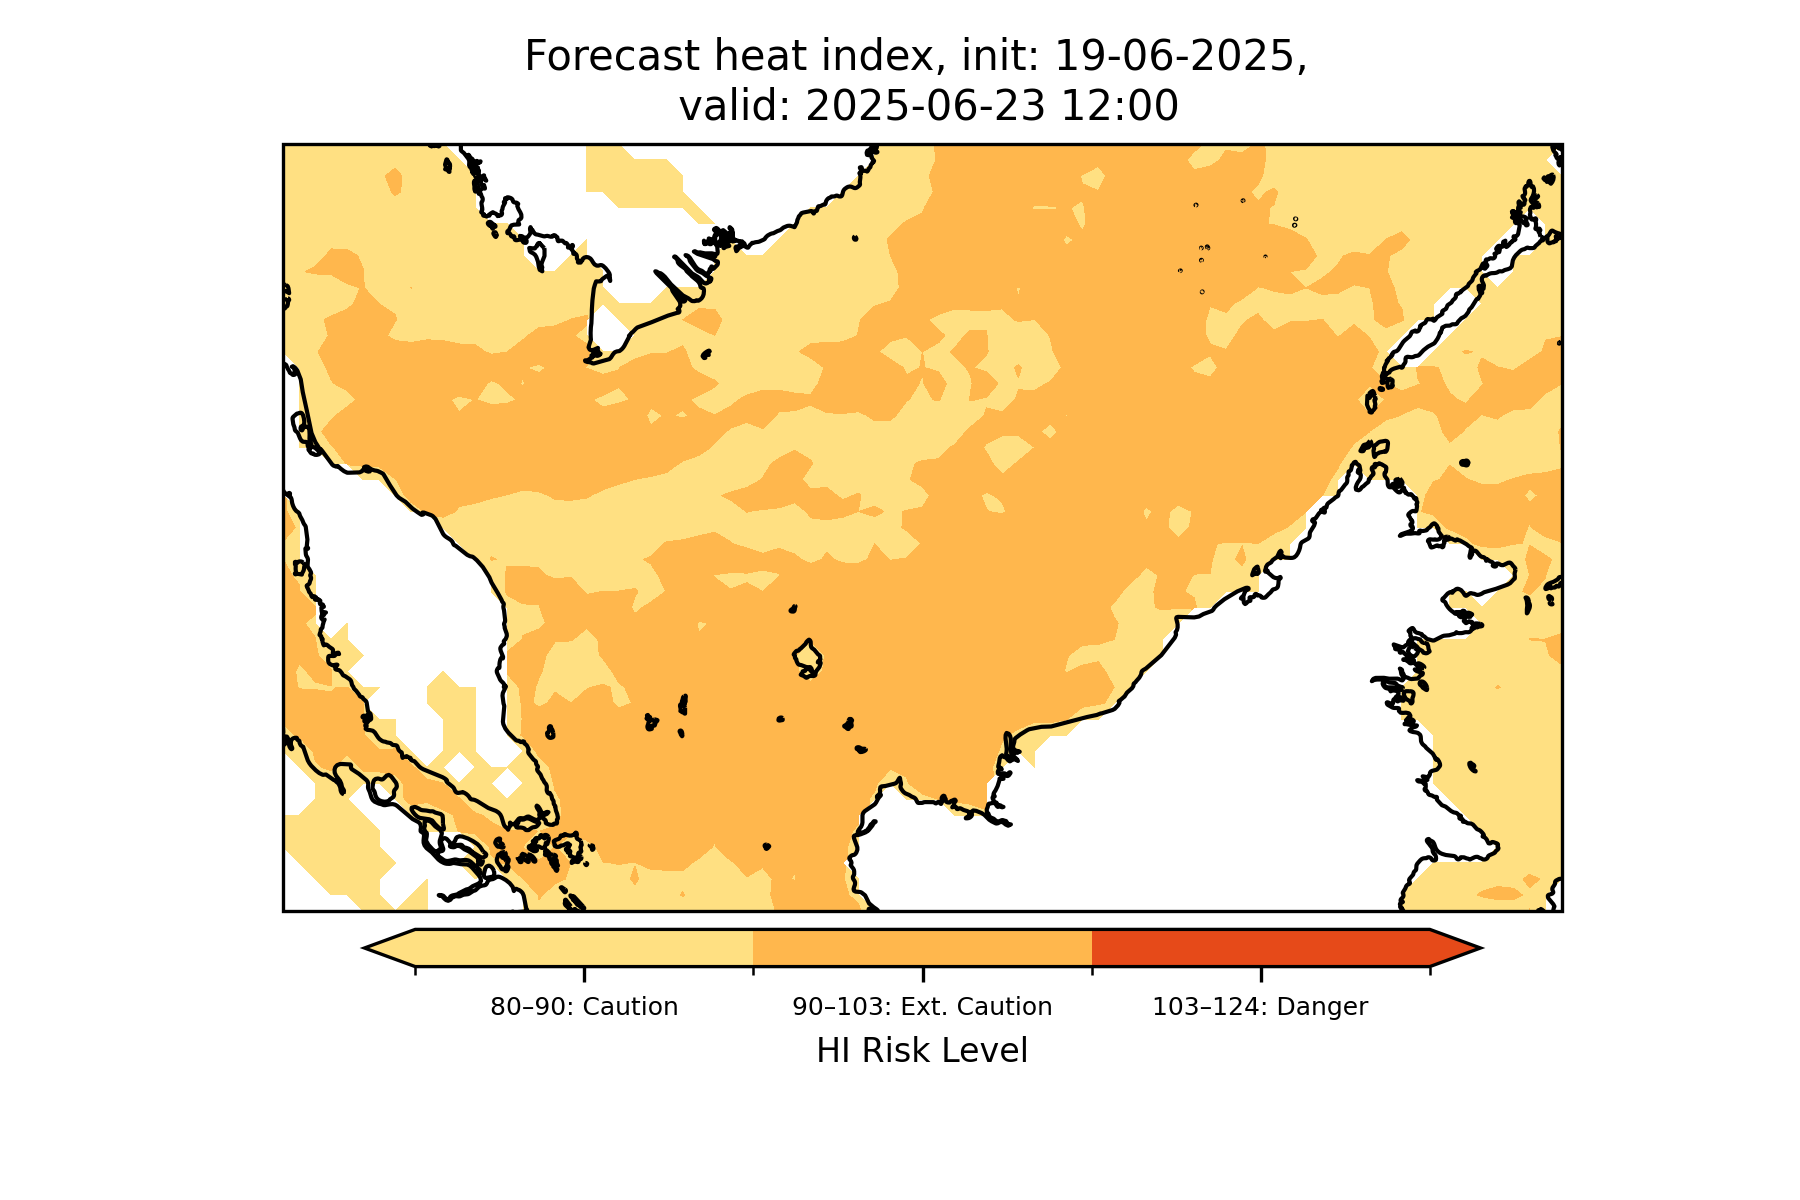 Forecast heat index, init: 19-06-2025,
valid: 2025-06-23 12:00
80–90: Caution
90–103: Ext. Caution
103–124: Danger
HI Risk Level